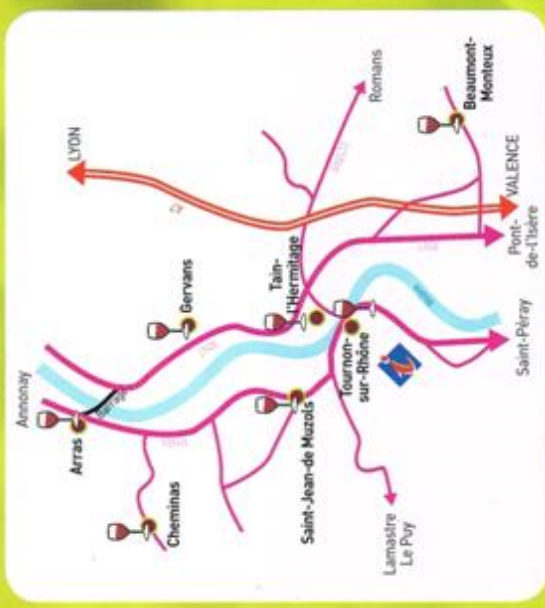 LYON
Annonay
Romans
Beaumont-
Monteux
Gervans
Tain-
l'Hermitage
barrage
Arras
Cheminas
Saint-Jean-de Muzols
Tournon-
sur-Rhône
i
VALENCE
Pont-
de-l'Isère
Saint-Péray
Lamastre
Le Puy